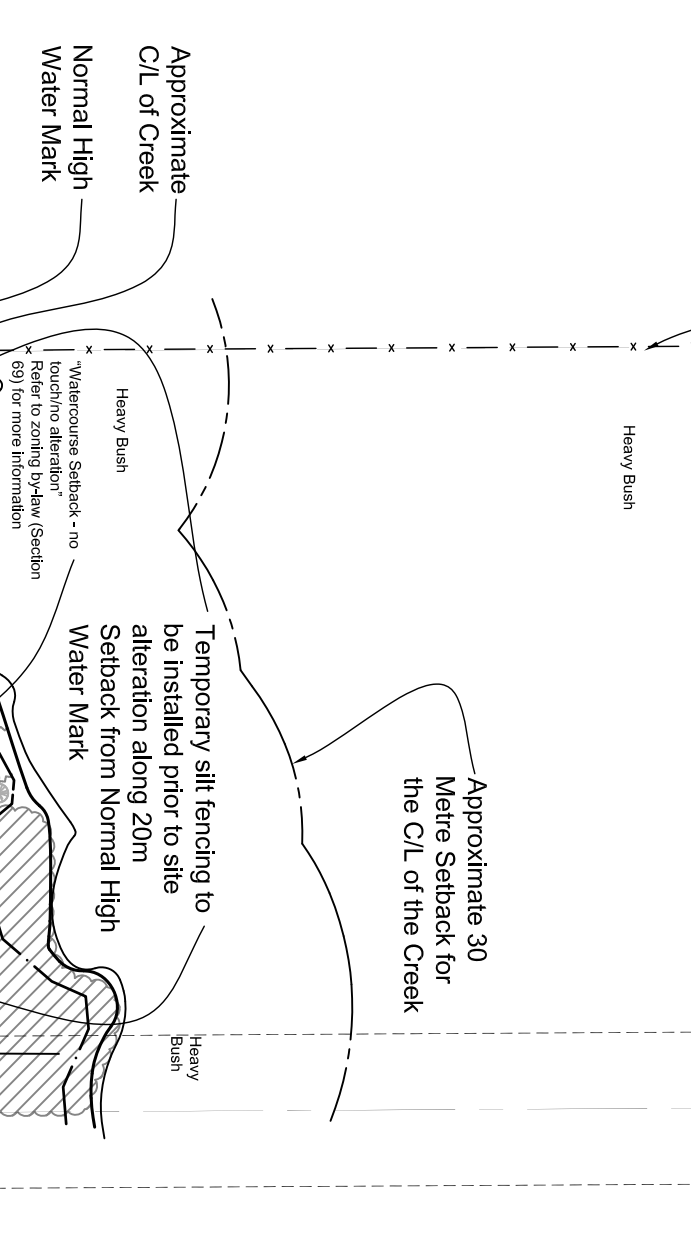 Approximate
C/L of Creek
Normal High
Water Mark
Heavy Bush
Heavy Bush
"Watercourse Setback - no
touch/no alteration"
Refer to zoning by-law (Section
69) for more information
Approximate 30
Metre Setback for
the C/L of the Creek
Temporary silt fencing to
be installed prior to site
alteration along 20m
Setback from Normal High
Water Mark
Heavy
Bush
x x x x x x x x x x x